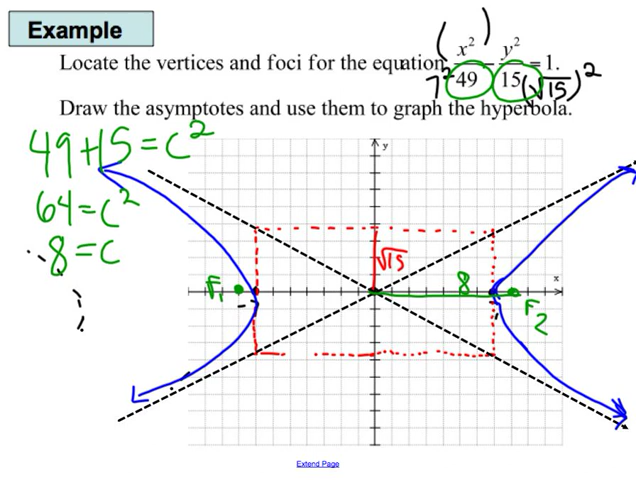 Example
Locate the vertices and foci for the equation x²/49 - y²/15 = 1.
( )
7² (√15)²
Draw the asymptotes and use them to graph the hyperbola.
49+15=c²
64=c²
8=c
y
√15
x
F₁
8
F₂
Extend Page